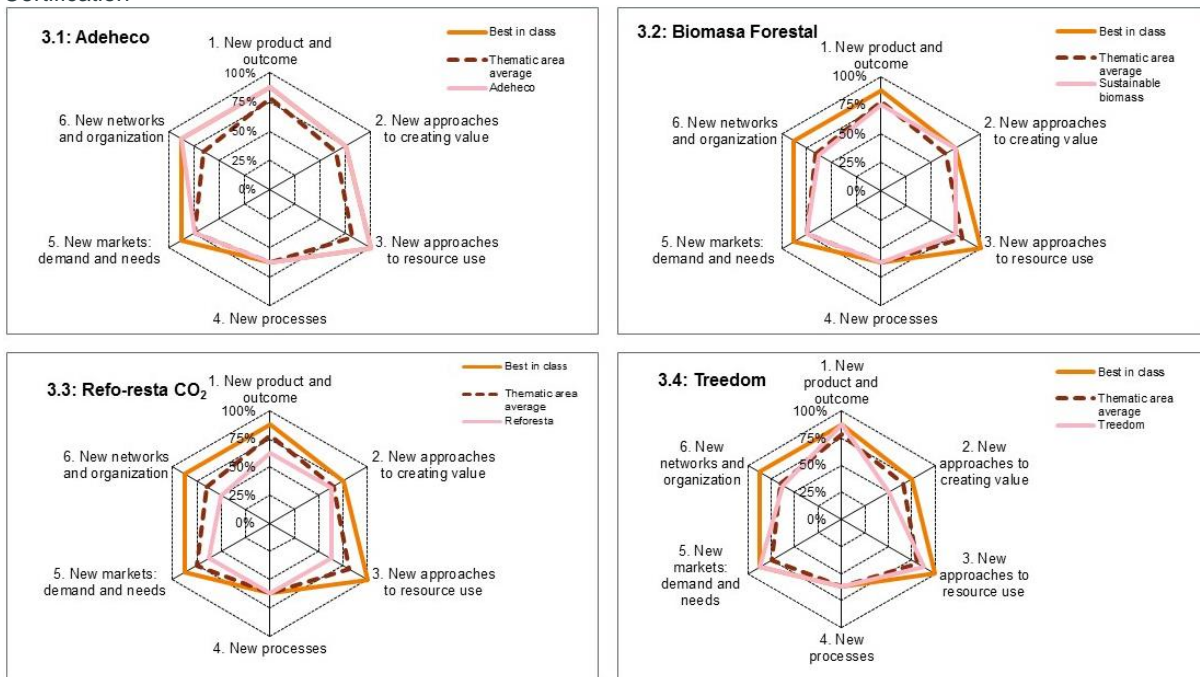 3.1: Adeheco
1. New product and
outcome
Best in class
Thematic area
average
Adeheco
100%
75%
50%
25%
0%
6. New networks
and organization
2. New approaches
to creating value
5. New markets:
demand and needs
3. New approaches
to resource use
4. New processes
3.2: Biomasa Forestal
1. New product and
outcome
Best in class
Thematic area
average
Sustainable
biomass
100%
75%
50%
25%
0%
6. New networks
and organization
2. New approaches
to creating value
5. New markets:
demand and needs
3. New approaches
to resource use
4. New processes
3.3: Refo-resta CO₂
1. New product and
outcome
Best in class
Thematic area
average
Reforesta
100%
75%
50%
25%
0%
6. New networks
and organization
2. New approaches
to creating value
5. New markets:
demand and needs
3. New approaches
to resource use
4. New processes
3.4: Treedom
1. New
product and
outcome
Best in class
Thematic area
average
Treedom
100%
75%
50%
25%
0%
6. New
networks and
organization
2. New
approaches to
creating value
5. New
markets:
demand and
needs
3. New
approaches to
resource use
4. New
processes